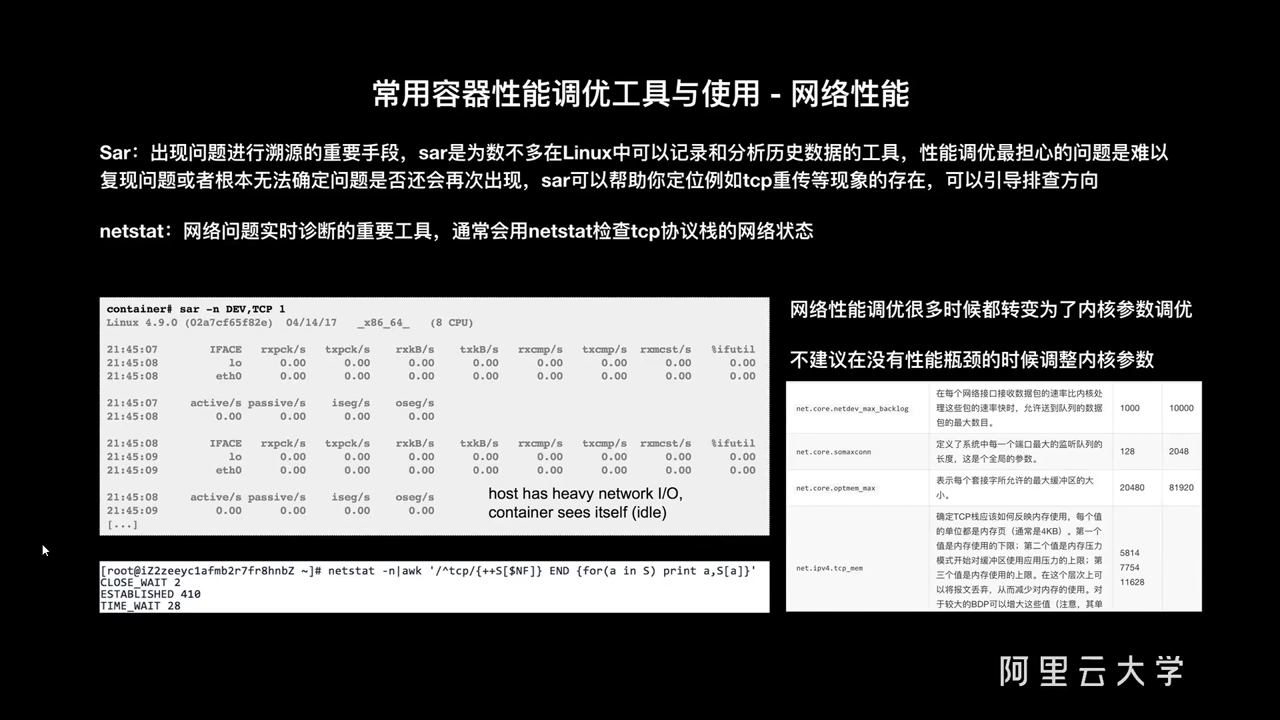 常用容器性能调优工具与使用 - 网络性能
Sar：出现问题进行溯源的重要手段，sar是为数不多在Linux中可以记录和分析历史数据的工具，性能调优最担心的问题是难以
复现问题或者根本无法确定问题是否还会再次出现，sar可以帮助你定位例如tcp重传等现象的存在，可以引导排查方向
netstat：网络问题实时诊断的重要工具，通常会用netstat检查tcp协议栈的网络状态
container# sar -n DEV,TCP 1
Linux 4.9.0 (02a7cf65f82e) 04/14/17 _x86_64_ (8 CPU)
21:45:07 IFACE rxpck/s txpck/s rxkB/s txkB/s rxcmp/s txcmp/s rxmcst/s %ifutil
21:45:08 lo 0.00 0.00 0.00 0.00 0.00 0.00 0.00 0.00
21:45:08 eth0 0.00 0.00 0.00 0.00 0.00 0.00 0.00 0.00
21:45:07 active/s passive/s iseg/s oseg/s
21:45:08 0.00 0.00 0.00 0.00
21:45:08 IFACE rxpck/s txpck/s rxkB/s txkB/s rxcmp/s txcmp/s rxmcst/s %ifutil
21:45:09 lo 0.00 0.00 0.00 0.00 0.00 0.00 0.00 0.00
21:45:09 eth0 0.00 0.00 0.00 0.00 0.00 0.00 0.00 0.00
21:45:08 active/s passive/s iseg/s oseg/s
21:45:09 0.00 0.00 0.00 0.00
[...]
host has heavy network I/O,
container sees itself (idle)
[root@iZ2zeeyc1afmb2r7fr8hnbZ ~]# netstat -n|awk '/^tcp/{++S[$NF]} END {for(a in S) print a,S[a]}'
CLOSE_WAIT 2
ESTABLISHED 410
TIME_WAIT 28
网络性能调优很多时候都转变为了内核参数调优
不建议在没有性能瓶颈的时候调整内核参数
net.core.netdev_max_backlog
在每个网络接口接收数据包的速率比内核处
理这些包的速率快时，允许送到队列的数据
包的最大数目。
1000
10000
net.core.somaxconn
定义了系统中每一个端口最大的监听队列的
长度，这是个全局的参数。
128
2048
net.core.optmem_max
表示每个套接字所允许的最大缓冲区的大
小。
20480
81920
net.ipv4.tcp_mem
确定TCP栈应该如何反映内存使用，每个值
的单位都是内存页（通常是4KB）。第一个
值是内存使用的下限；第二个值是内存压力
模式开始对缓冲区使用应用压力的上限；第
三个值是内存使用的上限。在这个层次上可
以将报文丢弃，从而减少对内存的使用。对
于较大的BDP可以增大这些值（注意，其单
5814
7754
11628
阿里云大学